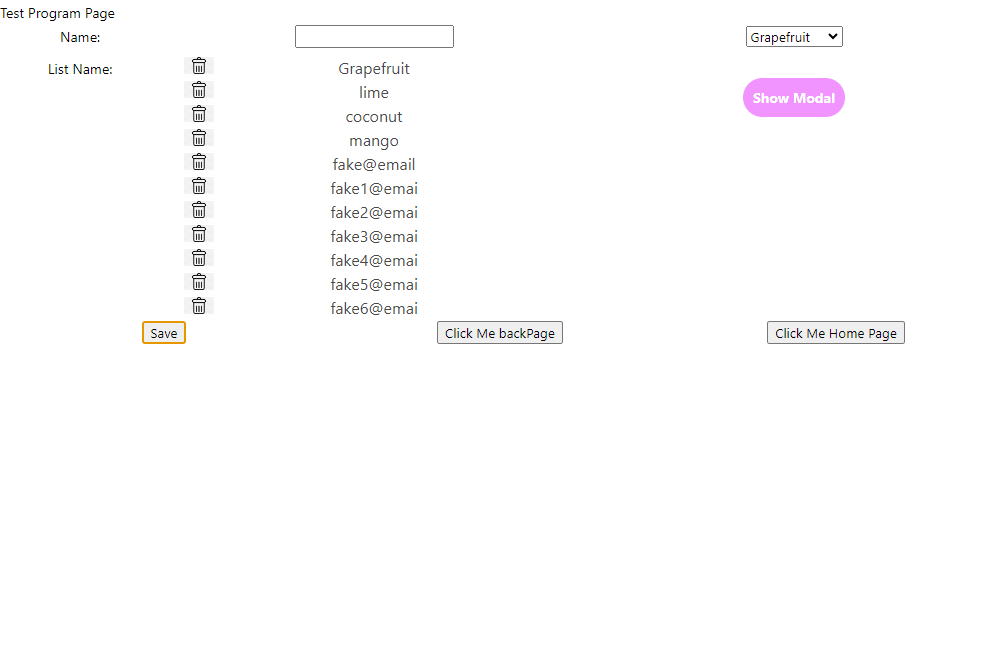 Test Program Page
Name: Grapefruit
List Name: Grapefruit
lime
Show Modal
coconut
mango
fake@email
fake1@emai
fake2@emai
fake3@emai
fake4@emai
fake5@emai
fake6@emai
Save Click Me backPage Click Me Home Page